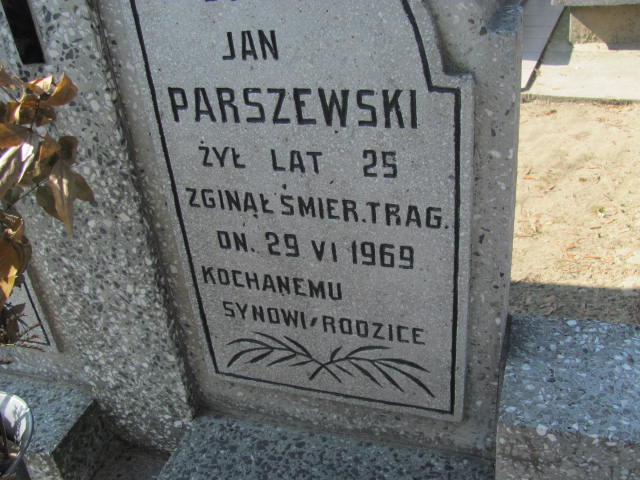 JAN
PARSZEWSKI
ŻYŁ LAT 25
ZGINĄŁ ŚMIER. TRAG.
DN. 29 VI 1969
KOCHANEMU
SYNOWI/RODZICE